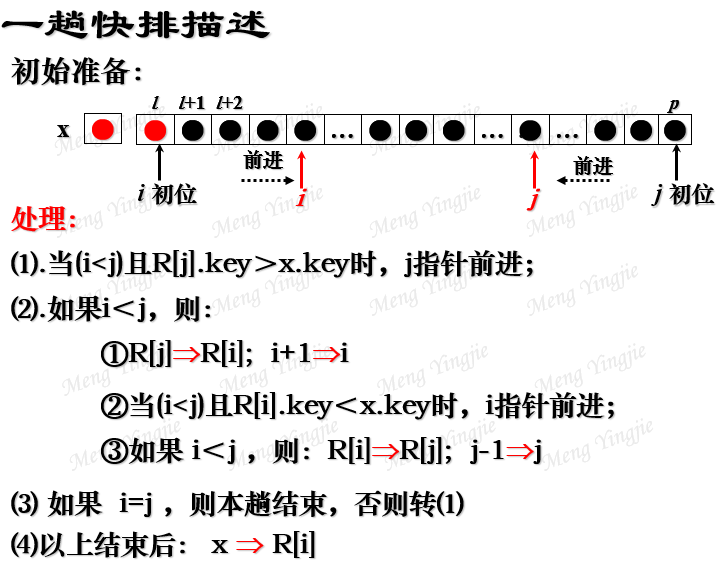 一趟快排描述
初始准备：
l l+1 l+2 p
x … … …
前进 前进
i 初位 i j j 初位
处理：
(1).当(i<j)且R[j].key＞x.key时，j指针前进；
(2).如果i＜j，则：
①R[j]⇒R[i]；i+1⇒i
②当(i<j)且R[i].key＜x.key时，i指针前进；
③如果 i＜j ，则：R[i]⇒R[j]；j-1⇒j
(3) 如果 i=j ，则本趟结束，否则转(1)
(4)以上结束后： x ⇒ R[i]
Meng Yingjie